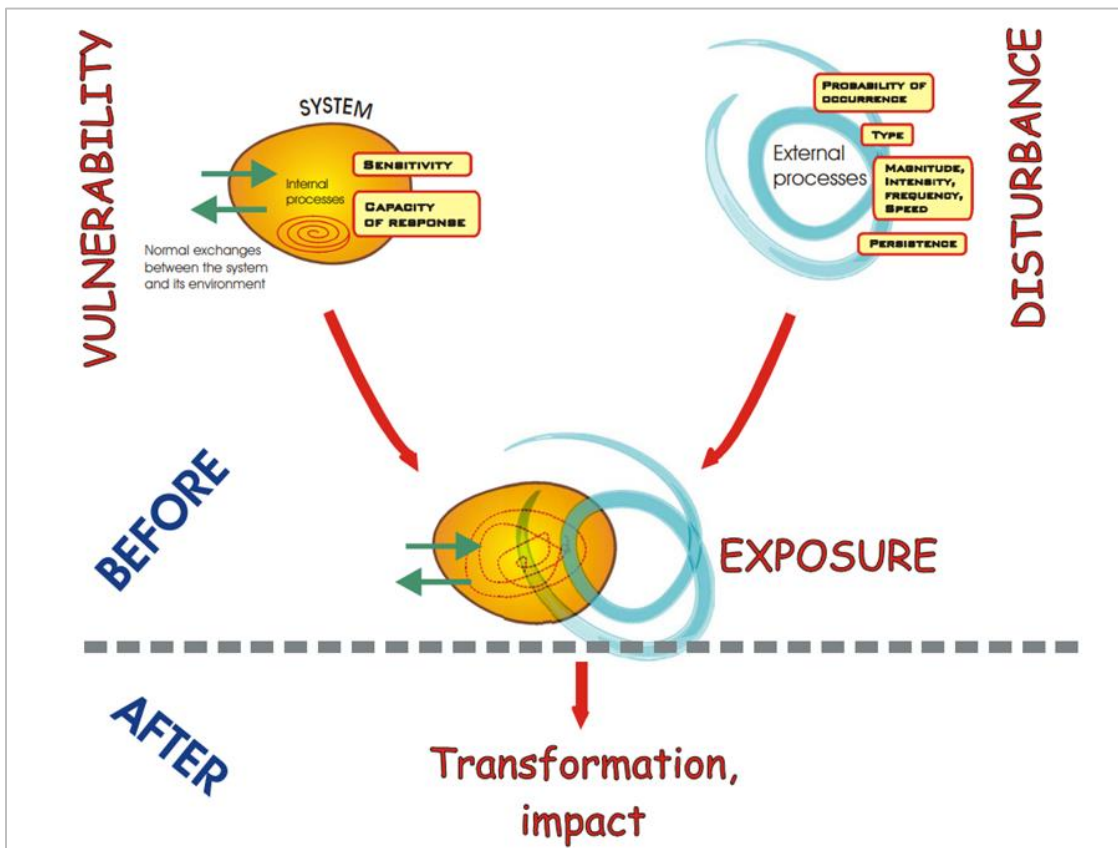 VULNERABILITY
SYSTEM
Internal
processes
SENSITIVITY
CAPACITY
OF RESPONSE
Normal exchanges
between the system
and its environment
DISTURBANCE
PROBABILITY OF
OCCURRENCE
TYPE
External
processes
MAGNITUDE,
INTENSITY,
FREQUENCY,
SPEED
PERSISTENCE
BEFORE
EXPOSURE
AFTER
Transformation,
impact